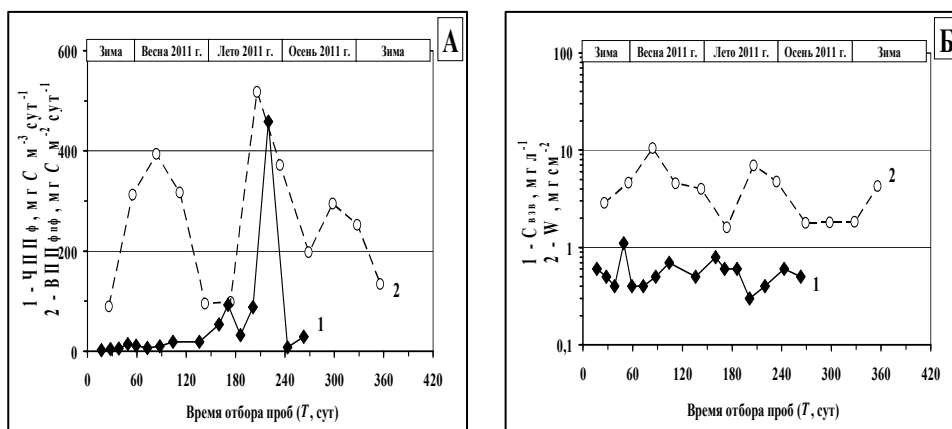 А
Зима Весна 2011 г. Лето 2011 г. Осень 2011 г. Зима
1 - ЧПП ф, мг С м -3 сут -1
2 - ВПП фиф, мг С м -2 сут -1
600
400
200
0
1
2
0 60 120 180 240 300 360 420
Время отбора проб (T, сут)
Б
Зима Весна 2011 г. Лето 2011 г. Осень 2011 г. Зима
1 - С взв, мг л -1
2 - W, мг см -2
100
10
1
0,1
2
1
0 60 120 180 240 300 360 420
Время отбора проб (T, сут)